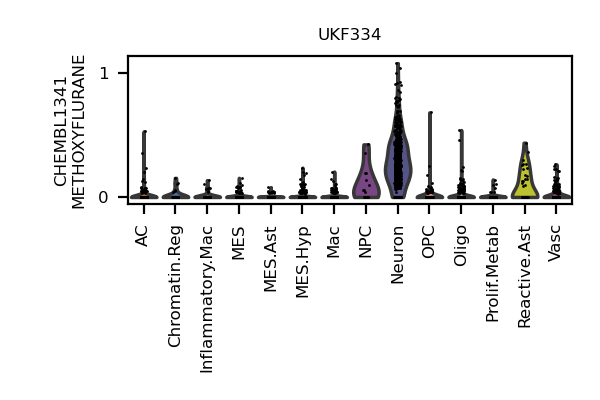 UKF334
CHEMBL1341
METHOXYFLURANE
1
0
AC
Chromatin.Reg
Inflammatory.Mac
MES
MES.Ast
MES.Hyp
Mac
NPC
Neuron
OPC
Oligo
Prolif.Metab
Reactive.Ast
Vasc